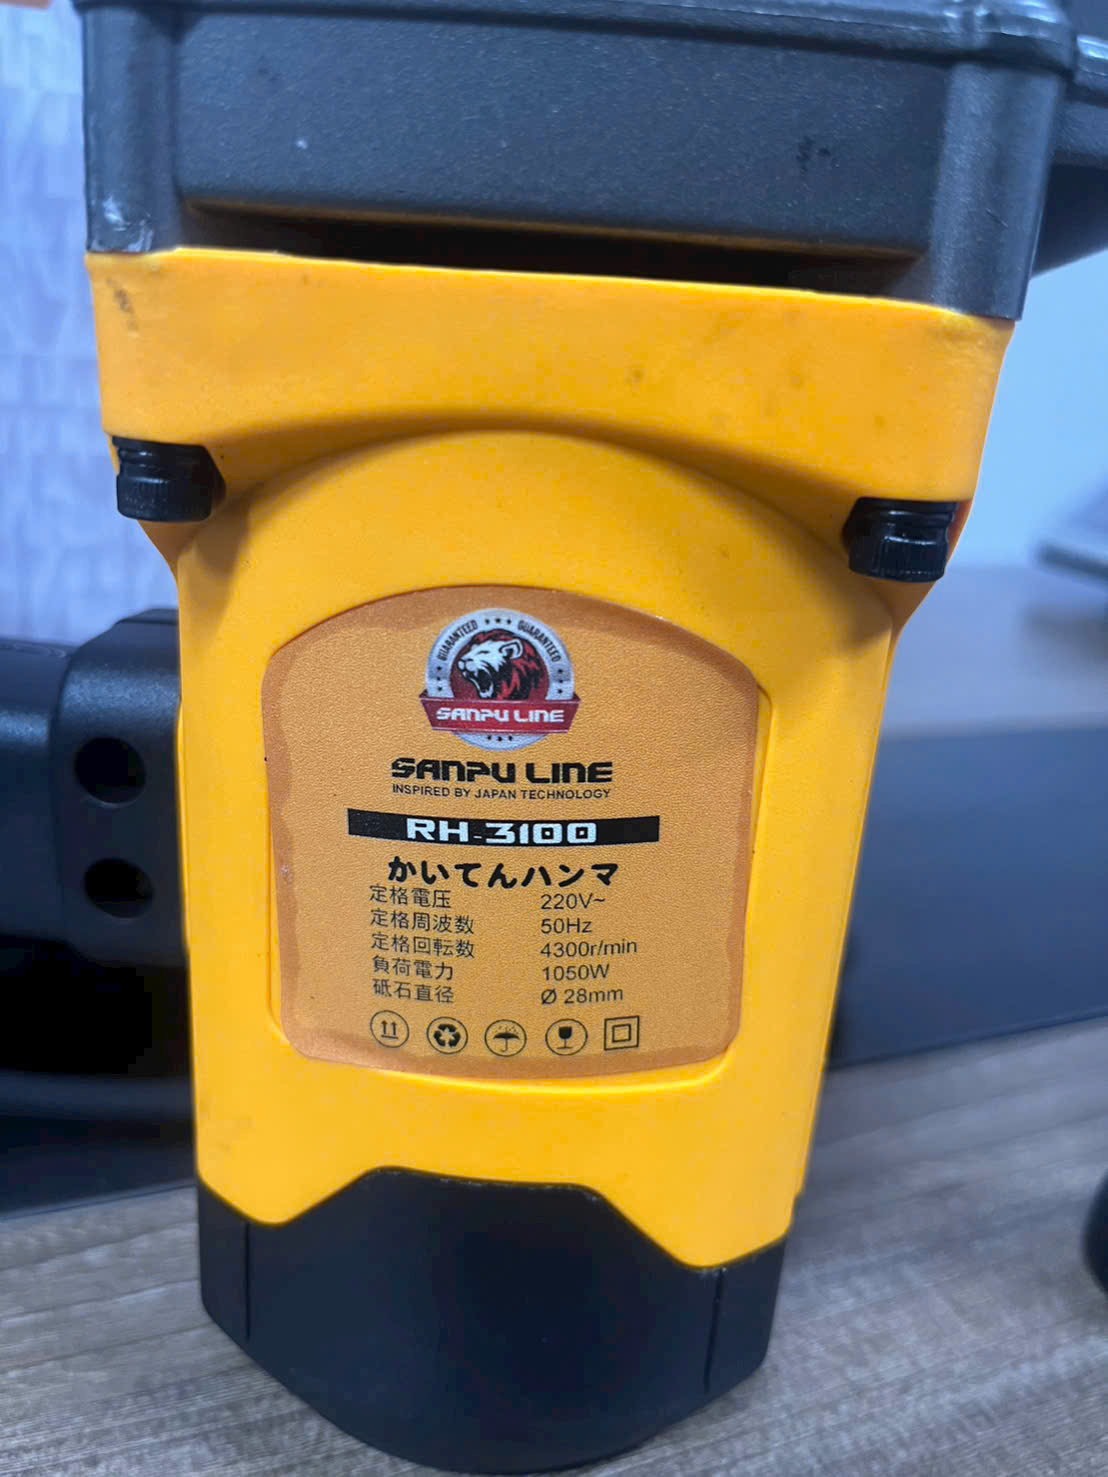 GUARANTEED *** GUARANTEED
SANPU LINE
SANPU LINE
INSPIRED BY JAPAN TECHNOLOGY
RH-3100
かいてんハンマ
定格電圧 220V~
定格周波数 50Hz
定格回転数 4300r/min
負荷電力 1050W
砥石直径 Ø 28mm